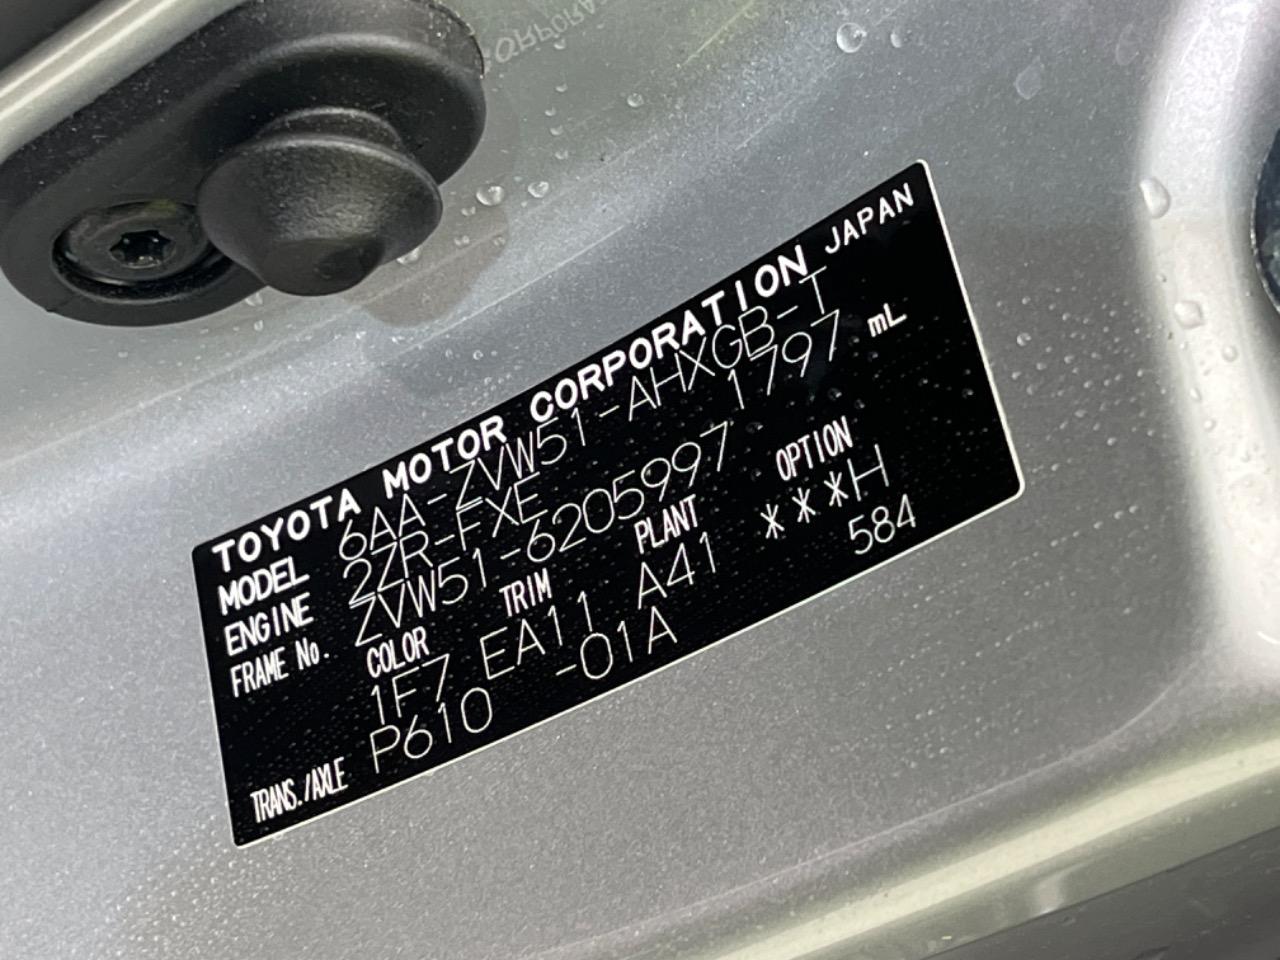 TOYOTA MOTOR CORPORATION JAPAN
MODEL 6AA-ZVW51-AHXGB-T
ENGINE 2ZR-FXE 1797 mL
FRAME No. ZVW51-6205997
COLOR TRIM PLANT OPTION
1F7 EA11 A41 ***H
TRANS./AXLE P610 -01A 584